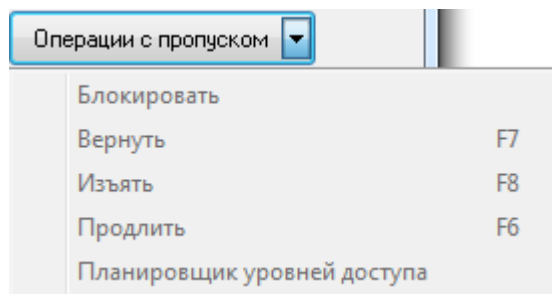 Операции с пропуском
Блокировать
Вернуть F7
Изъять F8
Продлить F6
Планировщик уровней доступа